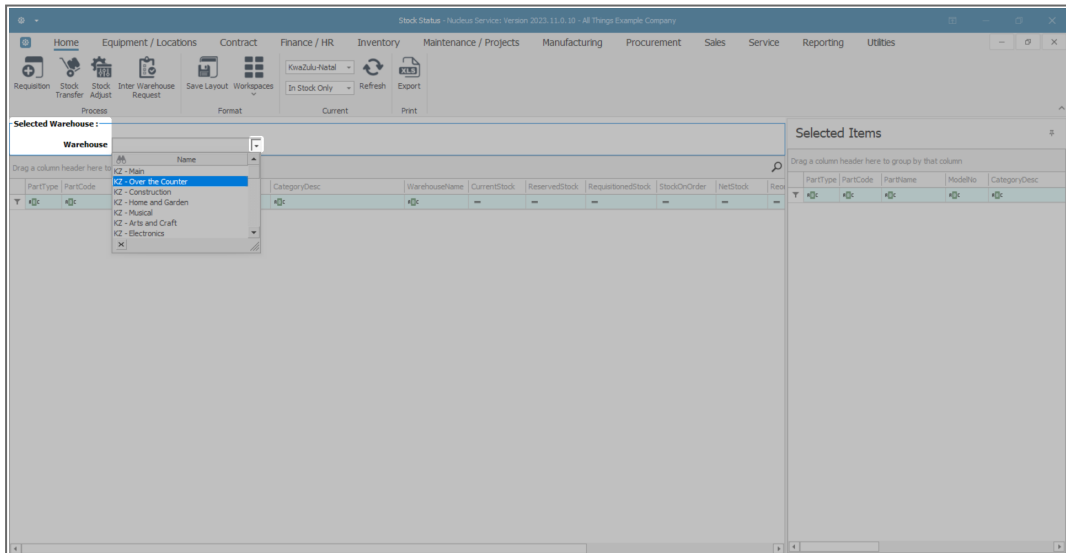 Stock Status - Nucleus Service: Version 2023.11.0.10 - All Things Example Company
Home Equipment / Locations Contract Finance / HR Inventory Maintenance / Projects Manufacturing Procurement Sales Service Reporting Utilities
Requisition Stock Transfer Stock Adjust Inter Warehouse Request Save Layout Workspaces KwaZulu-Natal In Stock Only Refresh XLS Export
Process Format Current Print
Selected Warehouse :
Warehouse
Name
KZ - Main
KZ - Over the Counter
KZ - Construction
KZ - Home and Garden
KZ - Musical
KZ - Arts and Craft
KZ - Electronics
Drag a column header here to
PartType PartCode CategoryDesc WarehouseName CurrentStock ReservedStock RequisitionedStock StockOnOrder NetStock Reor
Selected Items
Drag a column header here to group by that column
PartType PartCode PartName ModelNo CategoryDesc